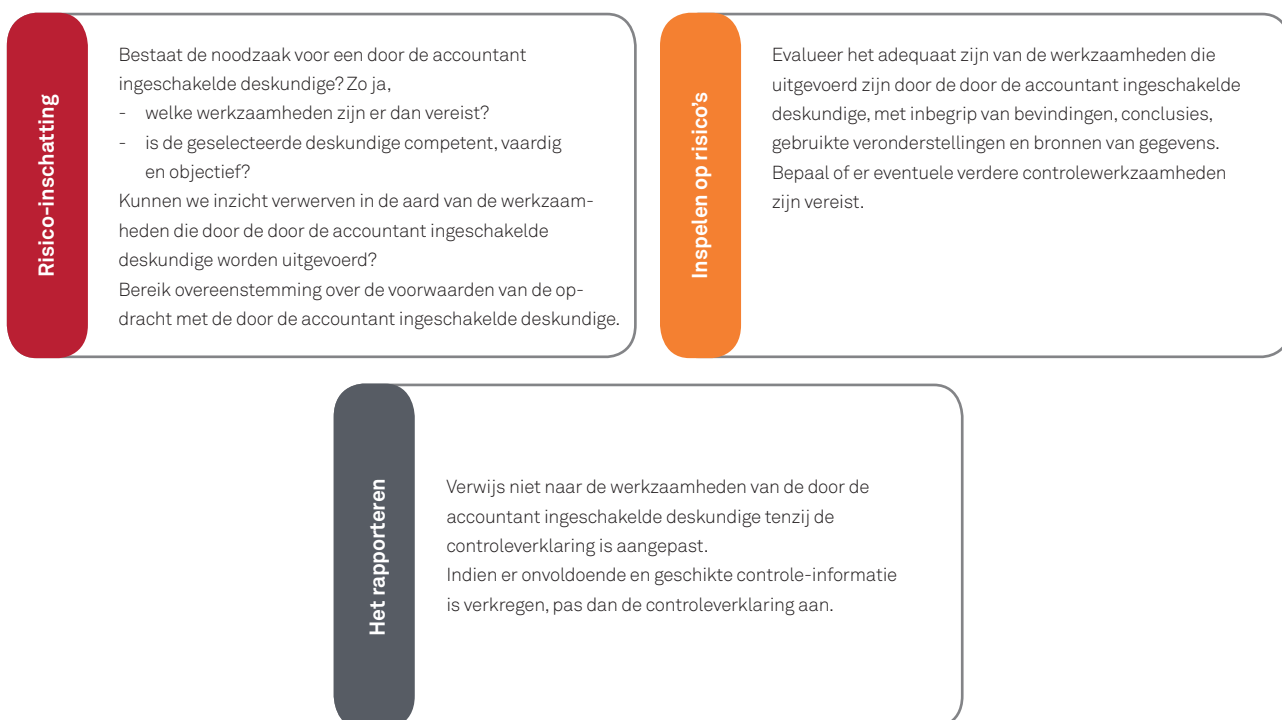 Risico-inschatting
Bestaat de noodzaak voor een door de accountant
ingeschakelde deskundige? Zo ja,
- welke werkzaamheden zijn er dan vereist?
- is de geselecteerde deskundige competent, vaardig
en objectief?
Kunnen we inzicht verwerven in de aard van de werkzaam-
heden die door de door de accountant ingeschakelde
deskundige worden uitgevoerd?
Bereik overeenstemming over de voorwaarden van de op-
dracht met de door de accountant ingeschakelde deskundige.
Inspelen op risico's
Evalueer het adequaat zijn van de werkzaamheden die
uitgevoerd zijn door de door de accountant ingeschakelde
deskundige, met inbegrip van bevindingen, conclusies,
gebruikte veronderstellingen en bronnen van gegevens.
Bepaal of er eventuele verdere controlewerkzaamheden
zijn vereist.
Het rapporteren
Verwijs niet naar de werkzaamheden van de door de
accountant ingeschakelde deskundige tenzij de
controleverklaring is aangepast.
Indien er onvoldoende en geschikte controle-informatie
is verkregen, pas dan de controleverklaring aan.